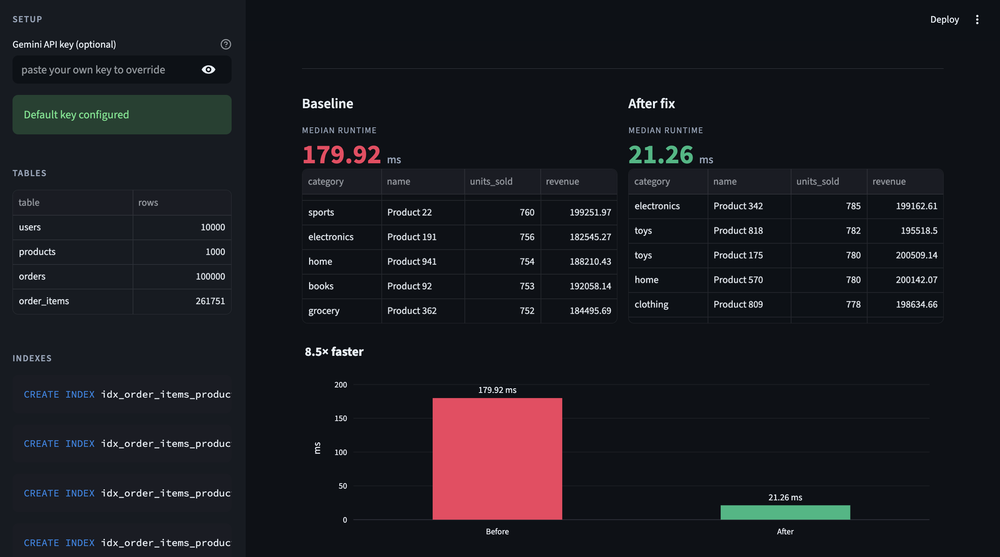 SETUP
Gemini API key (optional)
paste your own key to override
Default key configured
TABLES
table rows
users 10000
products 1000
orders 100000
order_items 261751
INDEXES
CREATE INDEX idx_order_items_produc
CREATE INDEX idx_order_items_produc
CREATE INDEX idx_order_items_produc
CREATE INDEX idx_order_items_produc
Deploy
Baseline
MEDIAN RUNTIME
179.92 ms
category name units_sold revenue
sports Product 22 760 199251.97
electronics Product 191 756 182545.27
home Product 941 754 188210.43
books Product 92 753 192058.14
grocery Product 362 752 184495.69
After fix
MEDIAN RUNTIME
21.26 ms
category name units_sold revenue
electronics Product 342 785 199162.61
toys Product 818 782 195518.5
toys Product 175 780 200509.14
home Product 570 780 200142.07
clothing Product 809 778 198634.66
8.5× faster
ms
200
150
100
50
0
179.92 ms
21.26 ms
Before
After